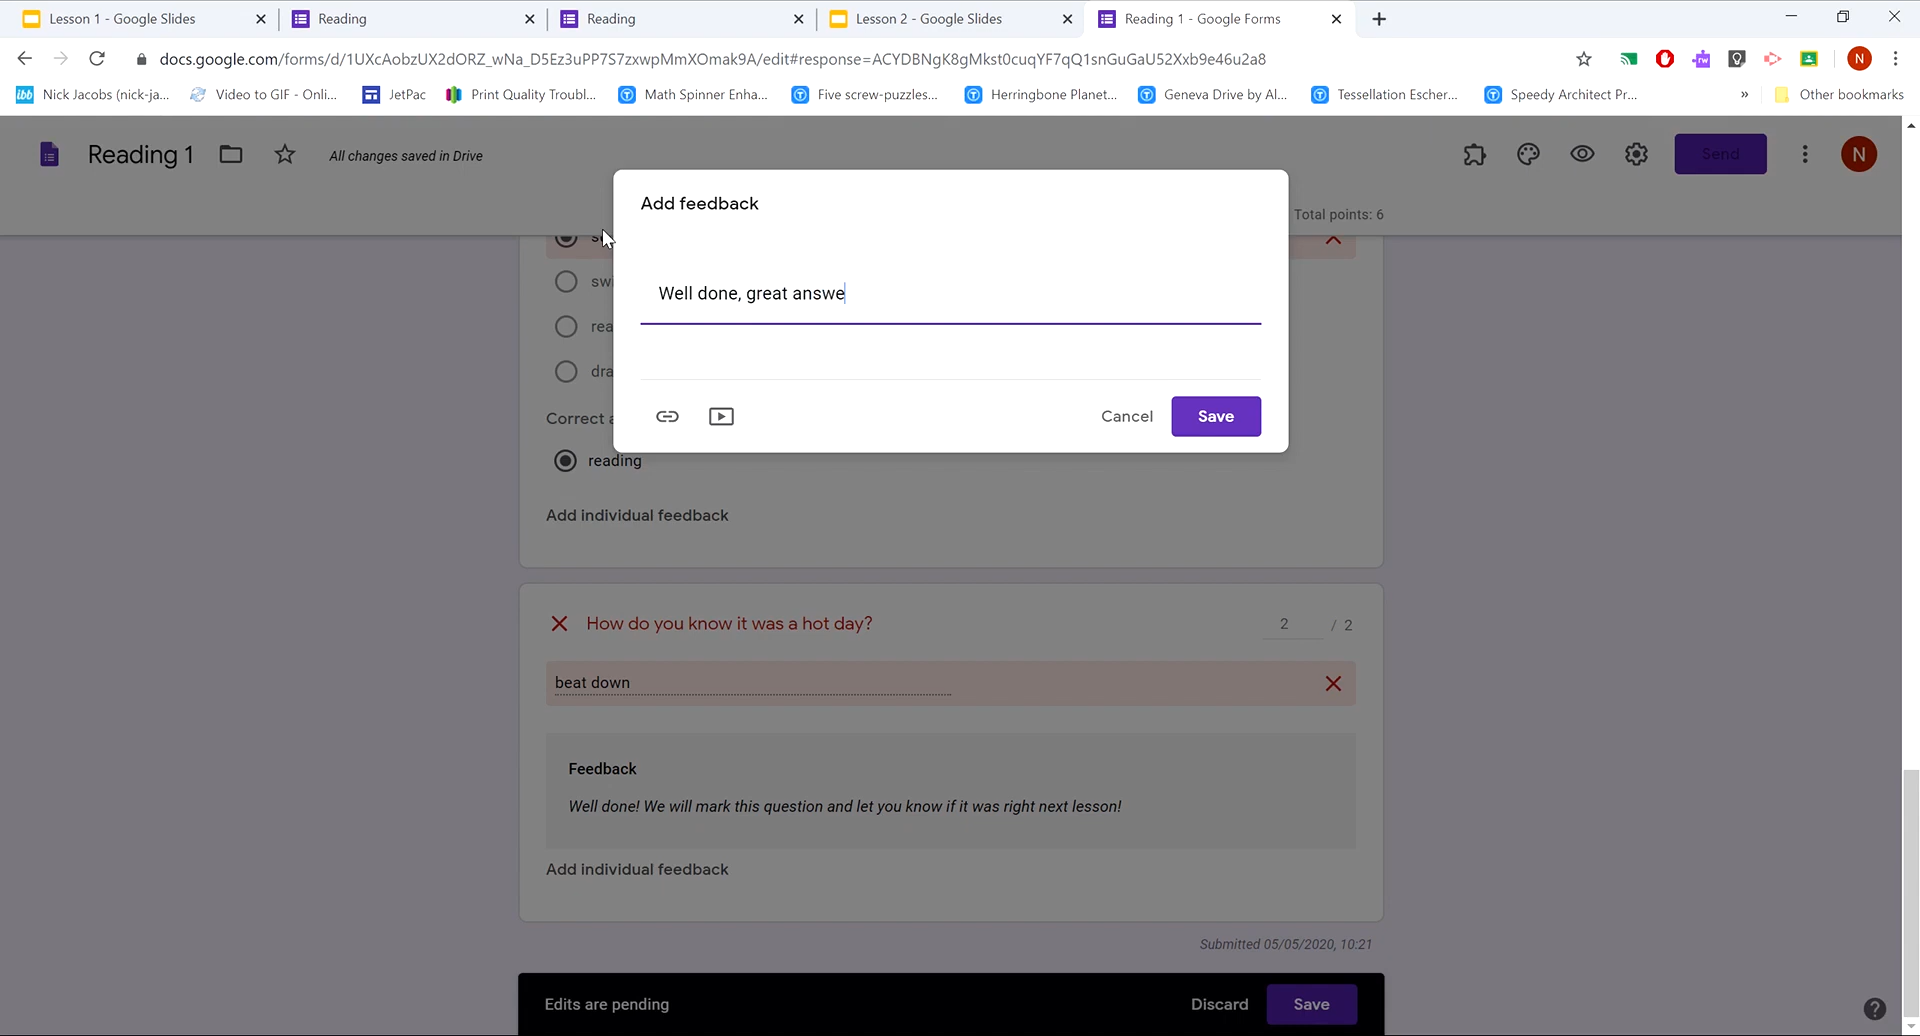 Lesson 1 - Google Slides
Reading
Reading
Lesson 2 - Google Slides
Reading 1 - Google Forms
docs.google.com/forms/d/1UXcAobzUX2dORZ_wNa_D5Ez3uPP7S7zxwpMmXOmak9A/edit#response=ACYDBNgK8gMkst0cuqYF7qQ1snGuGaU52Xxb9e46u2a8
N
Nick Jacobs (nick-ja...
Video to GIF - Onli...
JetPac
Print Quality Troubl...
Math Spinner Enha...
Five screw-puzzles...
Herringbone Planet...
Geneva Drive by Al...
Tessellation Escher...
Speedy Architect Pr...
»
Other bookmarks
Reading 1
All changes saved in Drive
Send
N
Total points: 6
Add feedback
Well done, great answe
Cancel
Save
swi
rea
dra
Correct a
reading
Add individual feedback
How do you know it was a hot day?
2 / 2
beat down
Feedback
Well done! We will mark this question and let you know if it was right next lesson!
Add individual feedback
Submitted 05/05/2020, 10:21
Edits are pending
Discard
Save